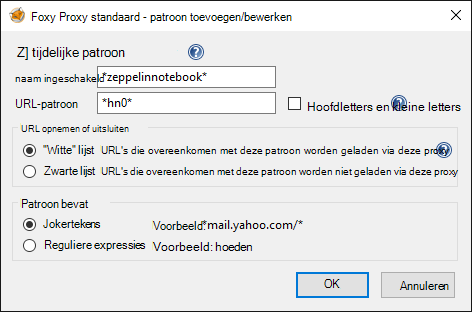 Foxy Proxy standaard - patroon toevoegen/bewerken
Z] tijdelijke patroon ?
naam ingeschakeld *zeppelinnotebook*
URL-patroon *hn0* Hoofdletters en kleine letters ?
URL opnemen of uitsluiten
"Witte" lijst URL's die overeenkomen met deze patroon worden geladen via deze proxy ?
Zwarte lijst URL's die overeenkomen met deze patroon worden niet geladen via deze proxy
Patroon bevat
Jokertekens Voorbeeld: *mail.yahoo.com/*
Reguliere expressies Voorbeeld: hoeden
OK Annuleren